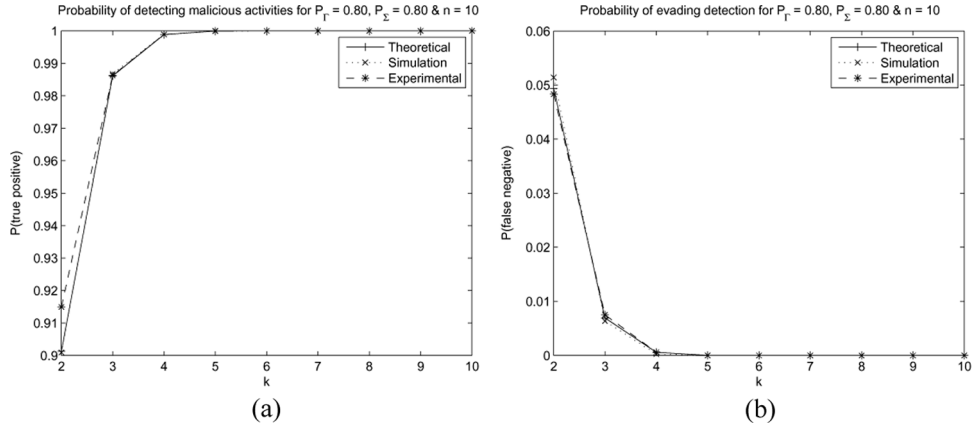 Probability of detecting malicious activities for PΓ = 0.80, PΣ = 0.80 & n = 10
1
0.99
0.98
0.97
0.96
0.95
0.94
0.93
0.92
0.91
0.9
P(true positive)
Theoretical
Simulation
Experimental
2 3 4 5 6 7 8 9 10
k
(a)
Probability of evading detection for PΓ = 0.80, PΣ = 0.80 & n = 10
0.06
0.05
0.04
0.03
0.02
0.01
0
P(false negative)
Theoretical
Simulation
Experimental
2 3 4 5 6 7 8 9 10
k
(b)